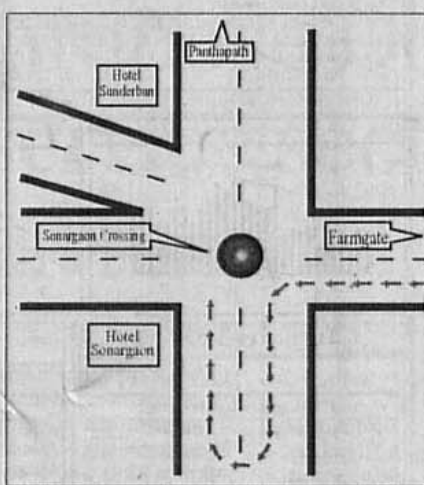 Panthapath
Hotel
Sunderban
Sonargaon Crossing
Farmgate
Hotel
Sonargaon